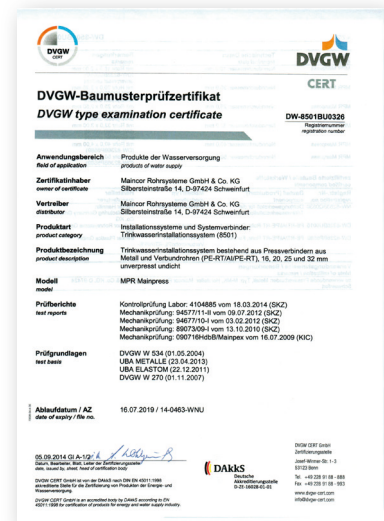 DVGW
CERT
DVGW
CERT
DVGW-Baumusterprüfzertifikat
DVGW type examination certificate
DW-8501BU0326
Registriernummer
registration number
Anwendungsbereich
field of application
Produkte der Wasserversorgung
products of water supply
Zertifikatinhaber
owner of certificate
Maincor Rohrsysteme GmbH & Co. KG
Silbersteinstraße 14, D-97424 Schweinfurt
Vertreiber
distributor
Maincor Rohrsysteme GmbH & Co. KG
Silbersteinstraße 14, D-97424 Schweinfurt
Produktart
product category
Installationssysteme und Systemverbinder:
Trinkwasserinstallationssystem (8501)
Produktbezeichnung
product description
Trinkwasserinstallationssystem bestehend aus Pressverbindern aus
Metall und Verbundrohren (PE-RT/Al/PE-RT), 16, 20, 25 und 32 mm
unverpresst undicht
Modell
model
MPR Mainpress
Prüfberichte
test reports
Kontrollprüfung Labor: 4104885 vom 18.03.2014 (SKZ)
Mechanikprüfung: 94577/11-II vom 09.07.2012 (SKZ)
Mechanikprüfung: 94677/10-I vom 03.02.2012 (SKZ)
Mechanikprüfung: 89073/09-I vom 13.10.2010 (SKZ)
Mechanikprüfung: 090716HdbB/Mainpex vom 16.07.2009 (KIC)
Prüfgrundlagen
test basis
DVGW W 534 (01.05.2004)
UBA METALLE (23.04.2013)
UBA ELASTOM (22.12.2011)
DVGW W 270 (01.11.2007)
Ablaufdatum / AZ
date of expiry / file no.
16.07.2019 / 14-0463-WNU
05.09.2014 GI A-1/2
Datum, Bearbeiter, Blatt, Leiter der Zertifizierungsstelle
date, issued by, sheet, head of certification body
DVGW CERT GmbH ist von der DAkkS nach DIN EN 45011:1998
akkreditierte Stelle für die Zertifizierung von Produkten der Energie- und
Wasserversorgung.
DVGW CERT GmbH is an accredited body by DAkkS according to EN
45011:1998 for certification of products for energy and water supply industry.
DAkkS
Deutsche
Akkreditierungsstelle
D-ZE-16028-01-01
DVGW CERT GmbH
Zertifizierungsstelle
Josef-Wirmer-Str. 1-3
53123 Bonn
Tel. +49 228 91 88 - 888
Fax +49 228 91 88 - 993
www.dvgw-cert.com
info@dvgw-cert.com